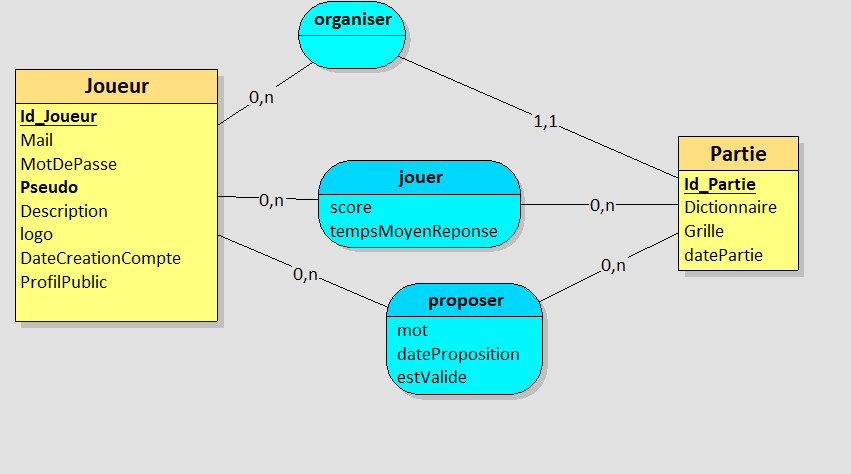 organiser
Joueur
Id_Joueur
Mail
MotDePasse
Pseudo
Description
logo
DateCreationCompte
ProfilPublic
0,n
1,1
jouer
score
tempsMoyenReponse
0,n
0,n
Partie
Id_Partie
Dictionnaire
Grille
datePartie
0,n
0,n
proposer
mot
dateProposition
estValide